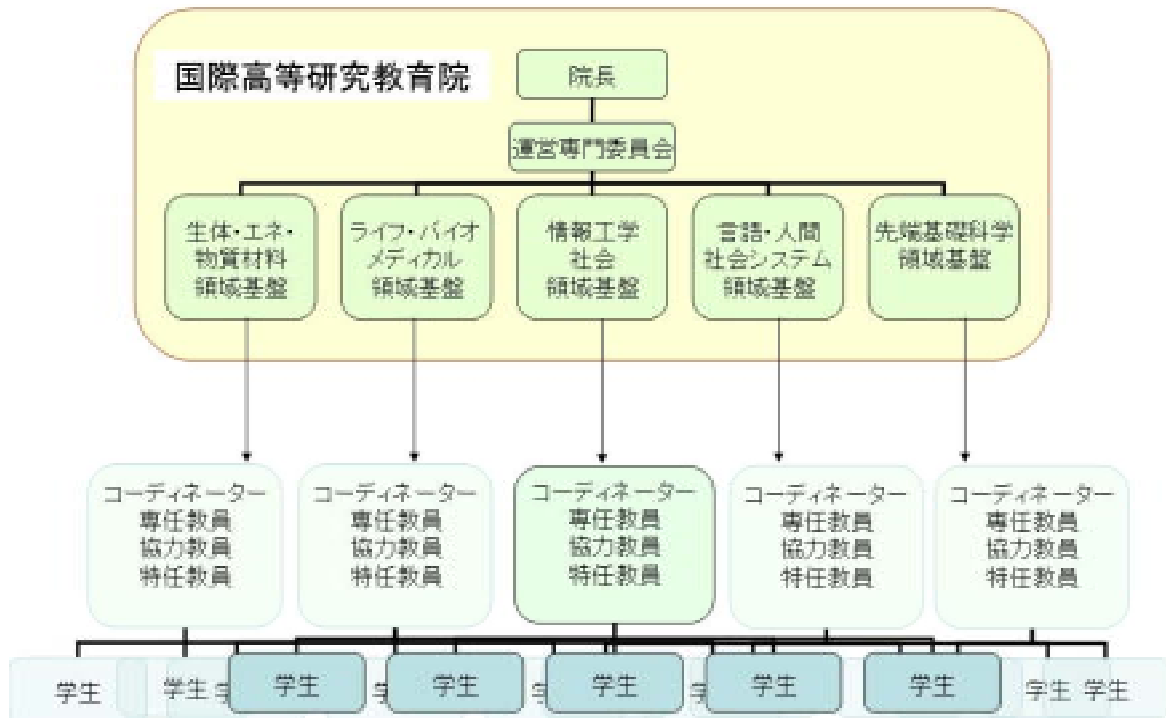 国際高等研究教育院
院長
運営専門委員会
生体・エネ・
物質材料
領域基盤
ライフ・バイオ
メディカル
領域基盤
情報工学
社会
領域基盤
言語・人間
社会システム
領域基盤
先端基礎科学
領域基盤
コーディネーター
専任教員
協力教員
特任教員
コーディネーター
専任教員
協力教員
特任教員
コーディネーター
専任教員
協力教員
特任教員
コーディネーター
専任教員
協力教員
特任教員
コーディネーター
専任教員
協力教員
特任教員
学生
学生
学生
学生
学生
学生
学生
学生
学生